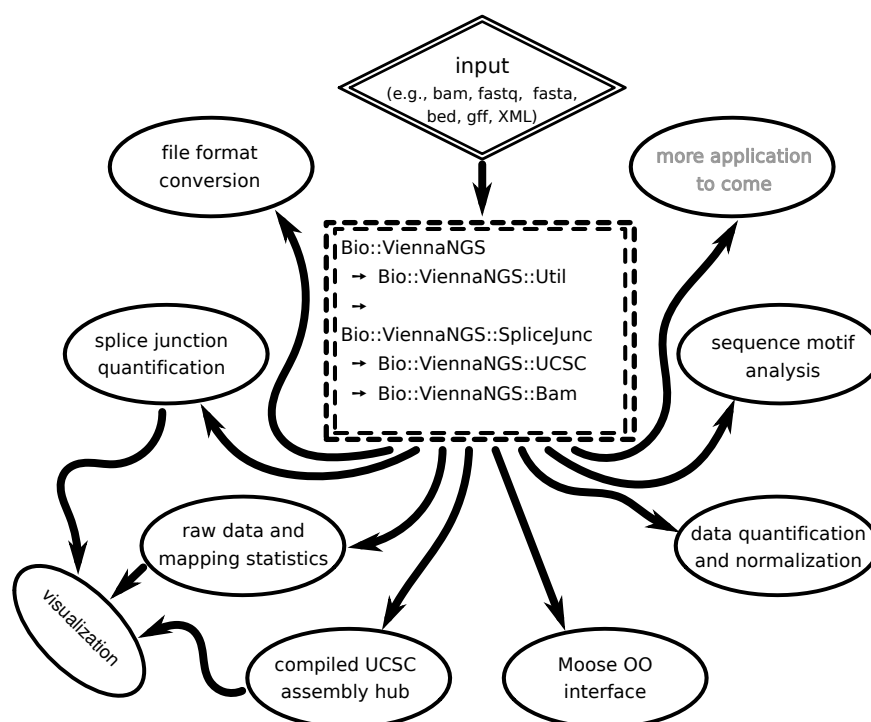 input
(e.g., bam, fastq, fasta,
bed, gff, XML)
file format
conversion
more application
to come
Bio::ViennaNGS
→ Bio::ViennaNGS::Util
→
Bio::ViennaNGS::SpliceJunc
→ Bio::ViennaNGS::UCSC
→ Bio::ViennaNGS::Bam
splice junction
quantification
sequence motif
analysis
raw data and
mapping statistics
data quantification
and normalization
visualization
compiled UCSC
assembly hub
Moose OO
interface